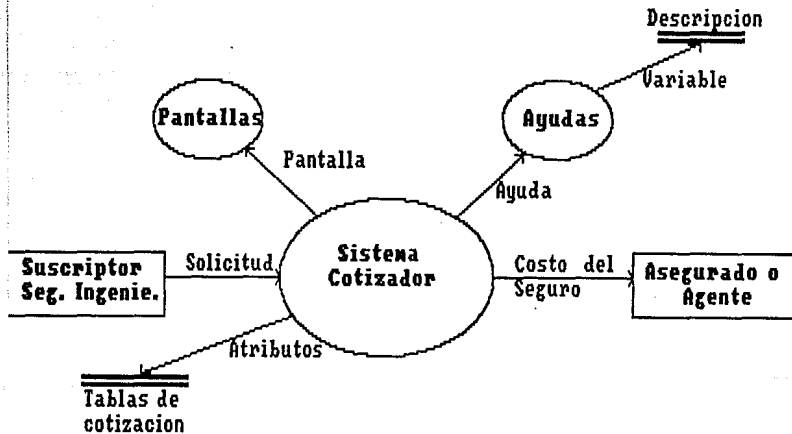 Descripcion
Variable
Pantallas
Ayudas
Pantalla
Ayuda
Suscriptor
Seg. Ingenie.
Solicitud
Sistema
Cotizador
Costo del
Seguro
Asegurado o
Agente
Atributos
Tablas de
cotizacion